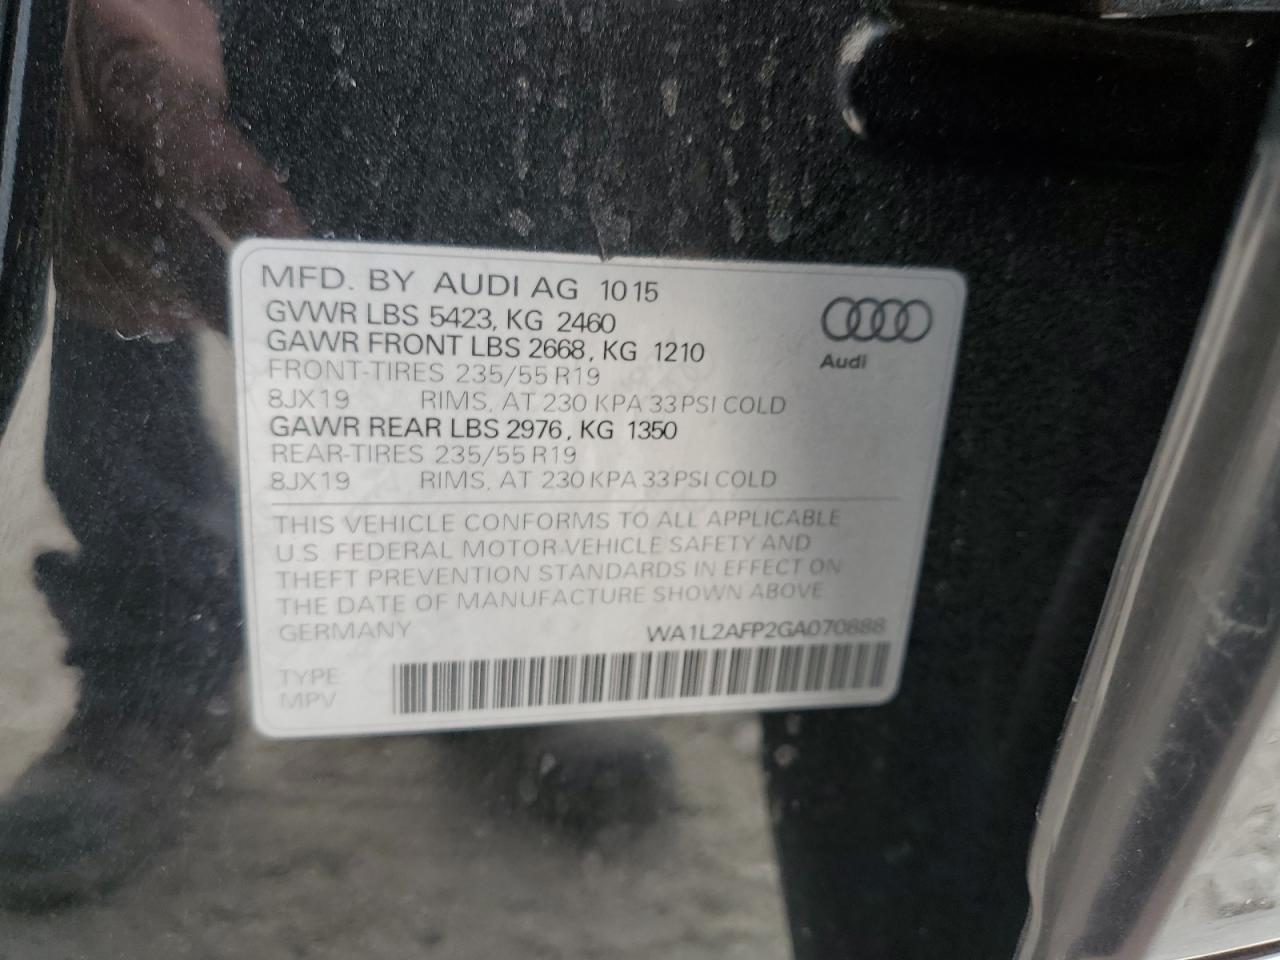 MFD. BY AUDI AG 10 15
GVWR LBS 5423, KG 2460
GAWR FRONT LBS 2668, KG 1210
FRONT-TIRES 235/55 R19
8JX19 RIMS, AT 230 KPA 33 PSI COLD
GAWR REAR LBS 2976, KG 1350
REAR-TIRES 235/55 R19
8JX19 RIMS, AT 230 KPA 33 PSI COLD
Audi
THIS VEHICLE CONFORMS TO ALL APPLICABLE
U.S. FEDERAL MOTOR VEHICLE SAFETY AND
THEFT PREVENTION STANDARDS IN EFFECT ON
THE DATE OF MANUFACTURE SHOWN ABOVE
GERMANY WA1L2AFP2GA070888
TYPE
MPV